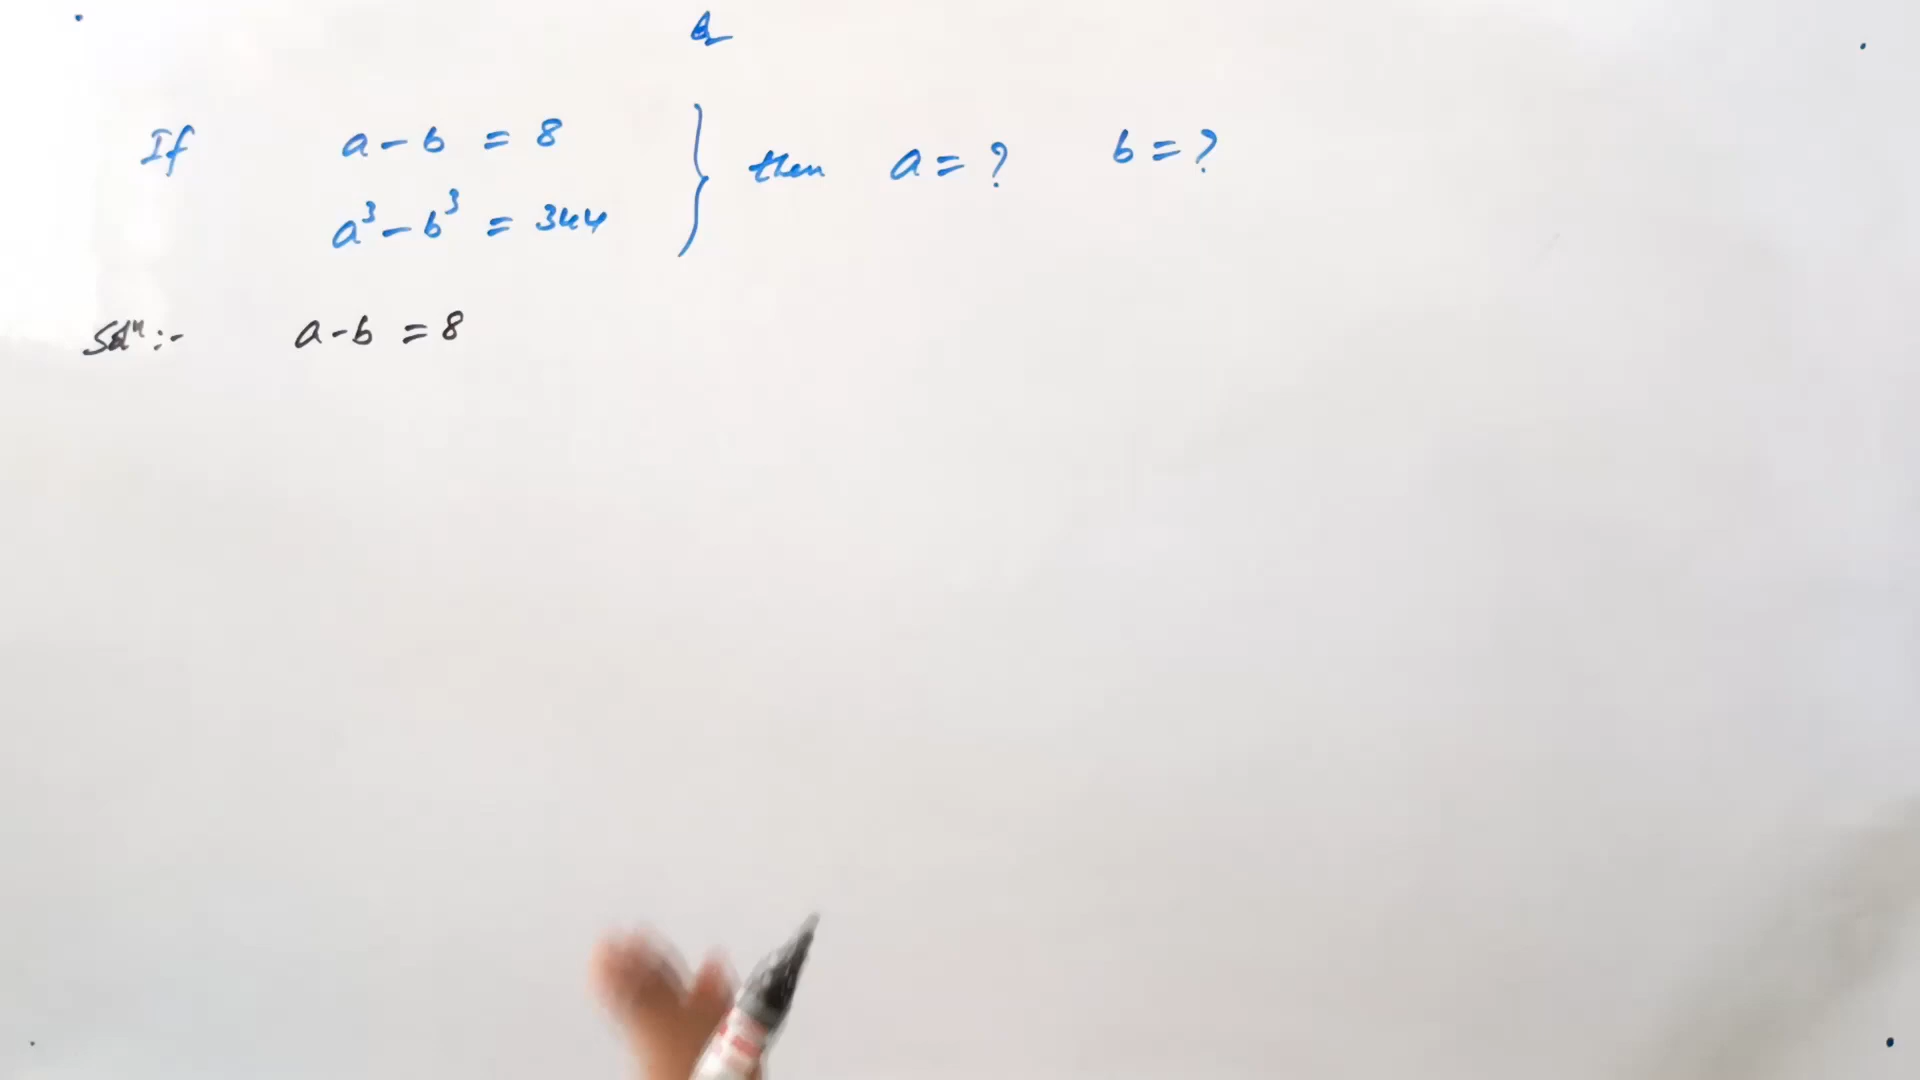 Q
If a - b = 8
a³ - b³ = 344 } then a = ? b = ?
Solⁿ :- a - b = 8